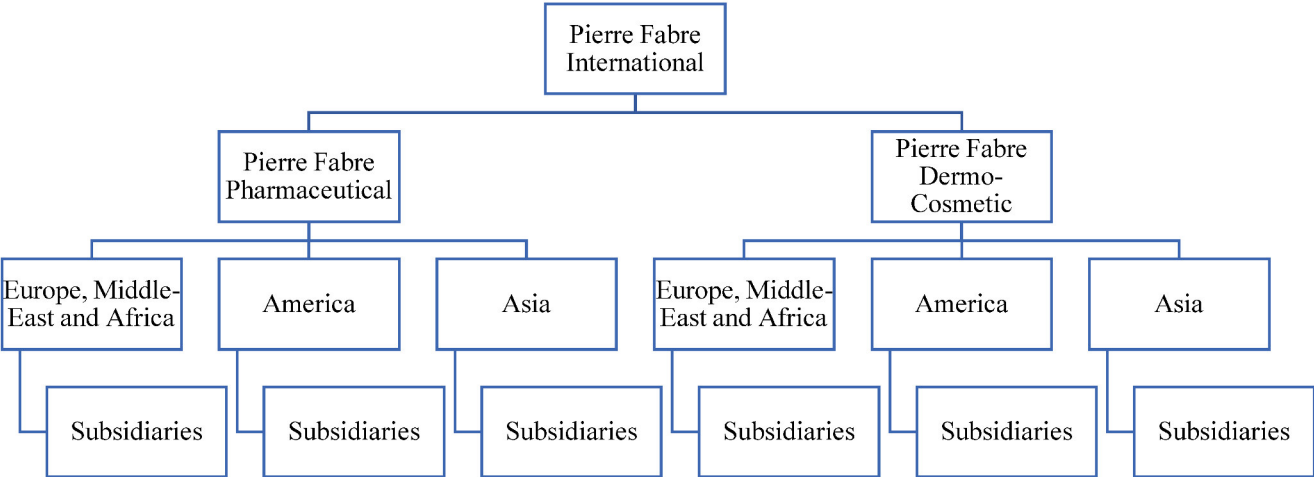 Pierre Fabre
International
Pierre Fabre
Pharmaceutical
Pierre Fabre
Dermo-
Cosmetic
Europe, Middle-
East and Africa
America
Asia
Europe, Middle-
East and Africa
America
Asia
Subsidiaries
Subsidiaries
Subsidiaries
Subsidiaries
Subsidiaries
Subsidiaries